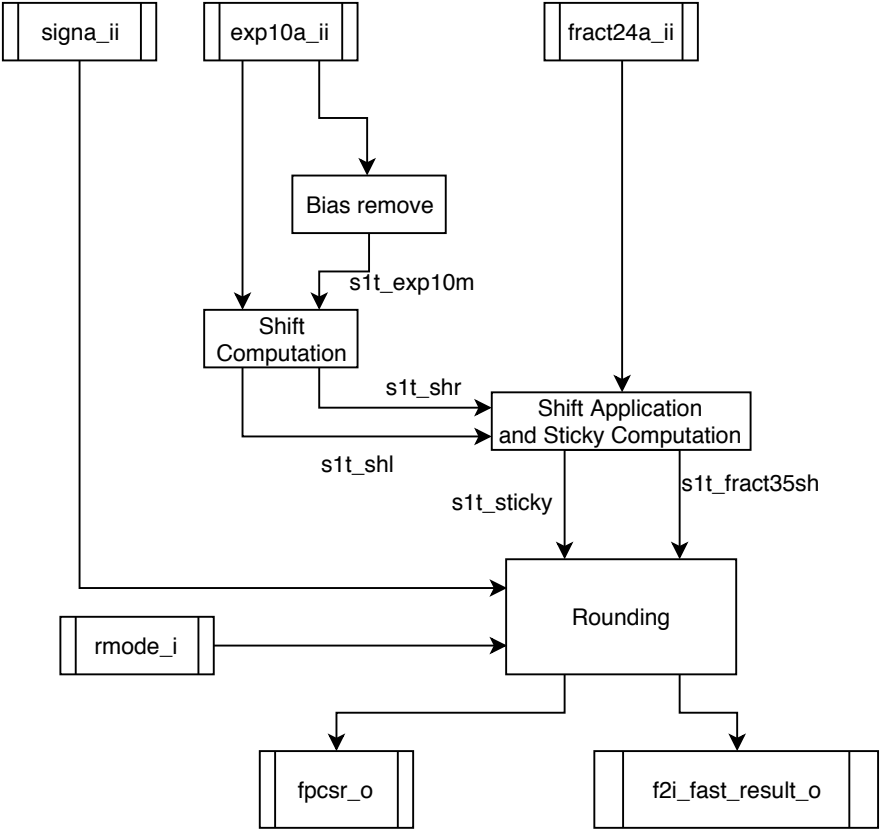 signa_ii
exp10a_ii
fract24a_ii
Bias remove
s1t_exp10m
Shift
Computation
s1t_shr
Shift Application
and Sticky Computation
s1t_shl
s1t_sticky
s1t_fract35sh
Rounding
rmode_i
fpcsr_o
f2i_fast_result_o